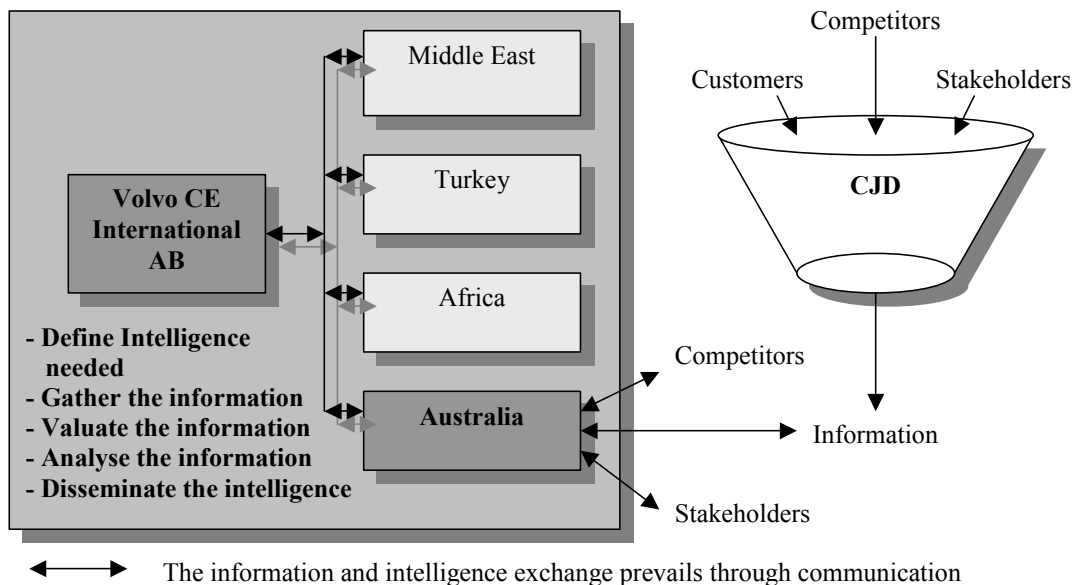 Middle East
Turkey
Africa
Australia
Volvo CE
International
AB
- Define Intelligence
needed
- Gather the information
- Valuate the information
- Analyse the information
- Disseminate the intelligence
Competitors
Customers
Stakeholders
CJD
Competitors
Information
Stakeholders
The information and intelligence exchange prevails through communication